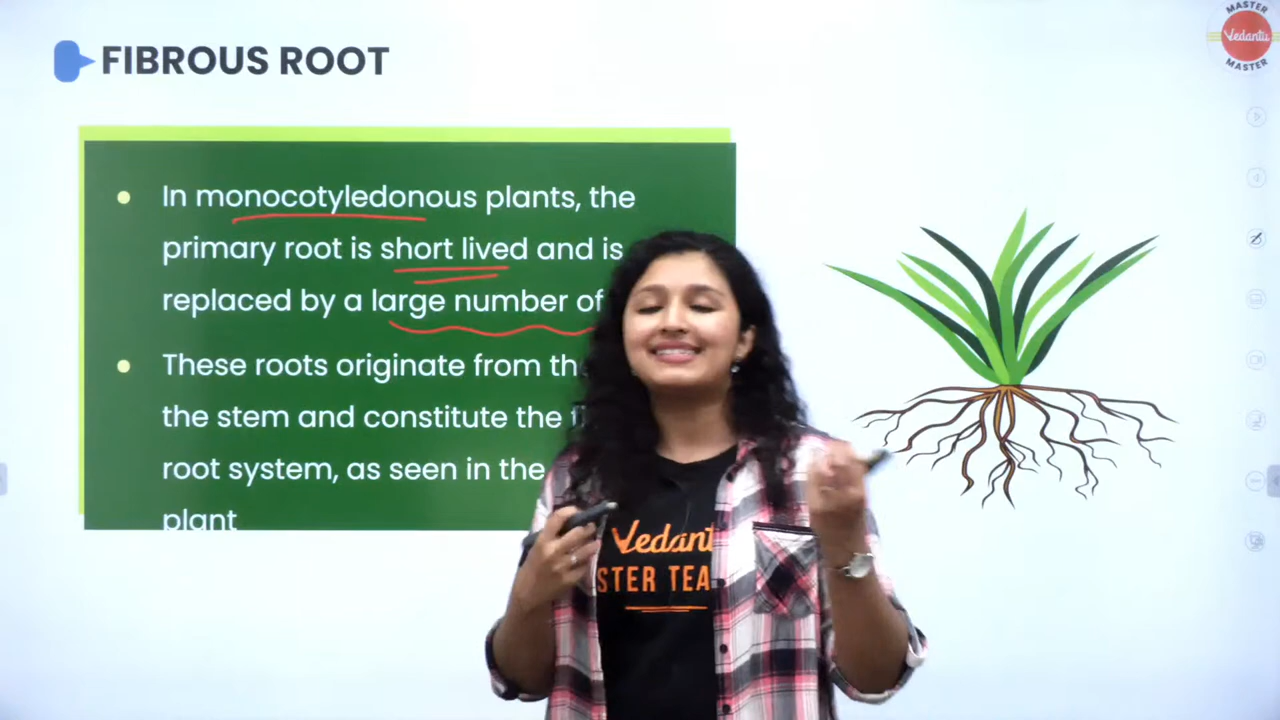 FIBROUS ROOT
In monocotyledonous plants, the
primary root is short lived and is
replaced by a large number of
These roots originate from the
the stem and constitute the
root system, as seen in the
plant
MASTER
Vedantu
MASTER
Vedant
STER TEA